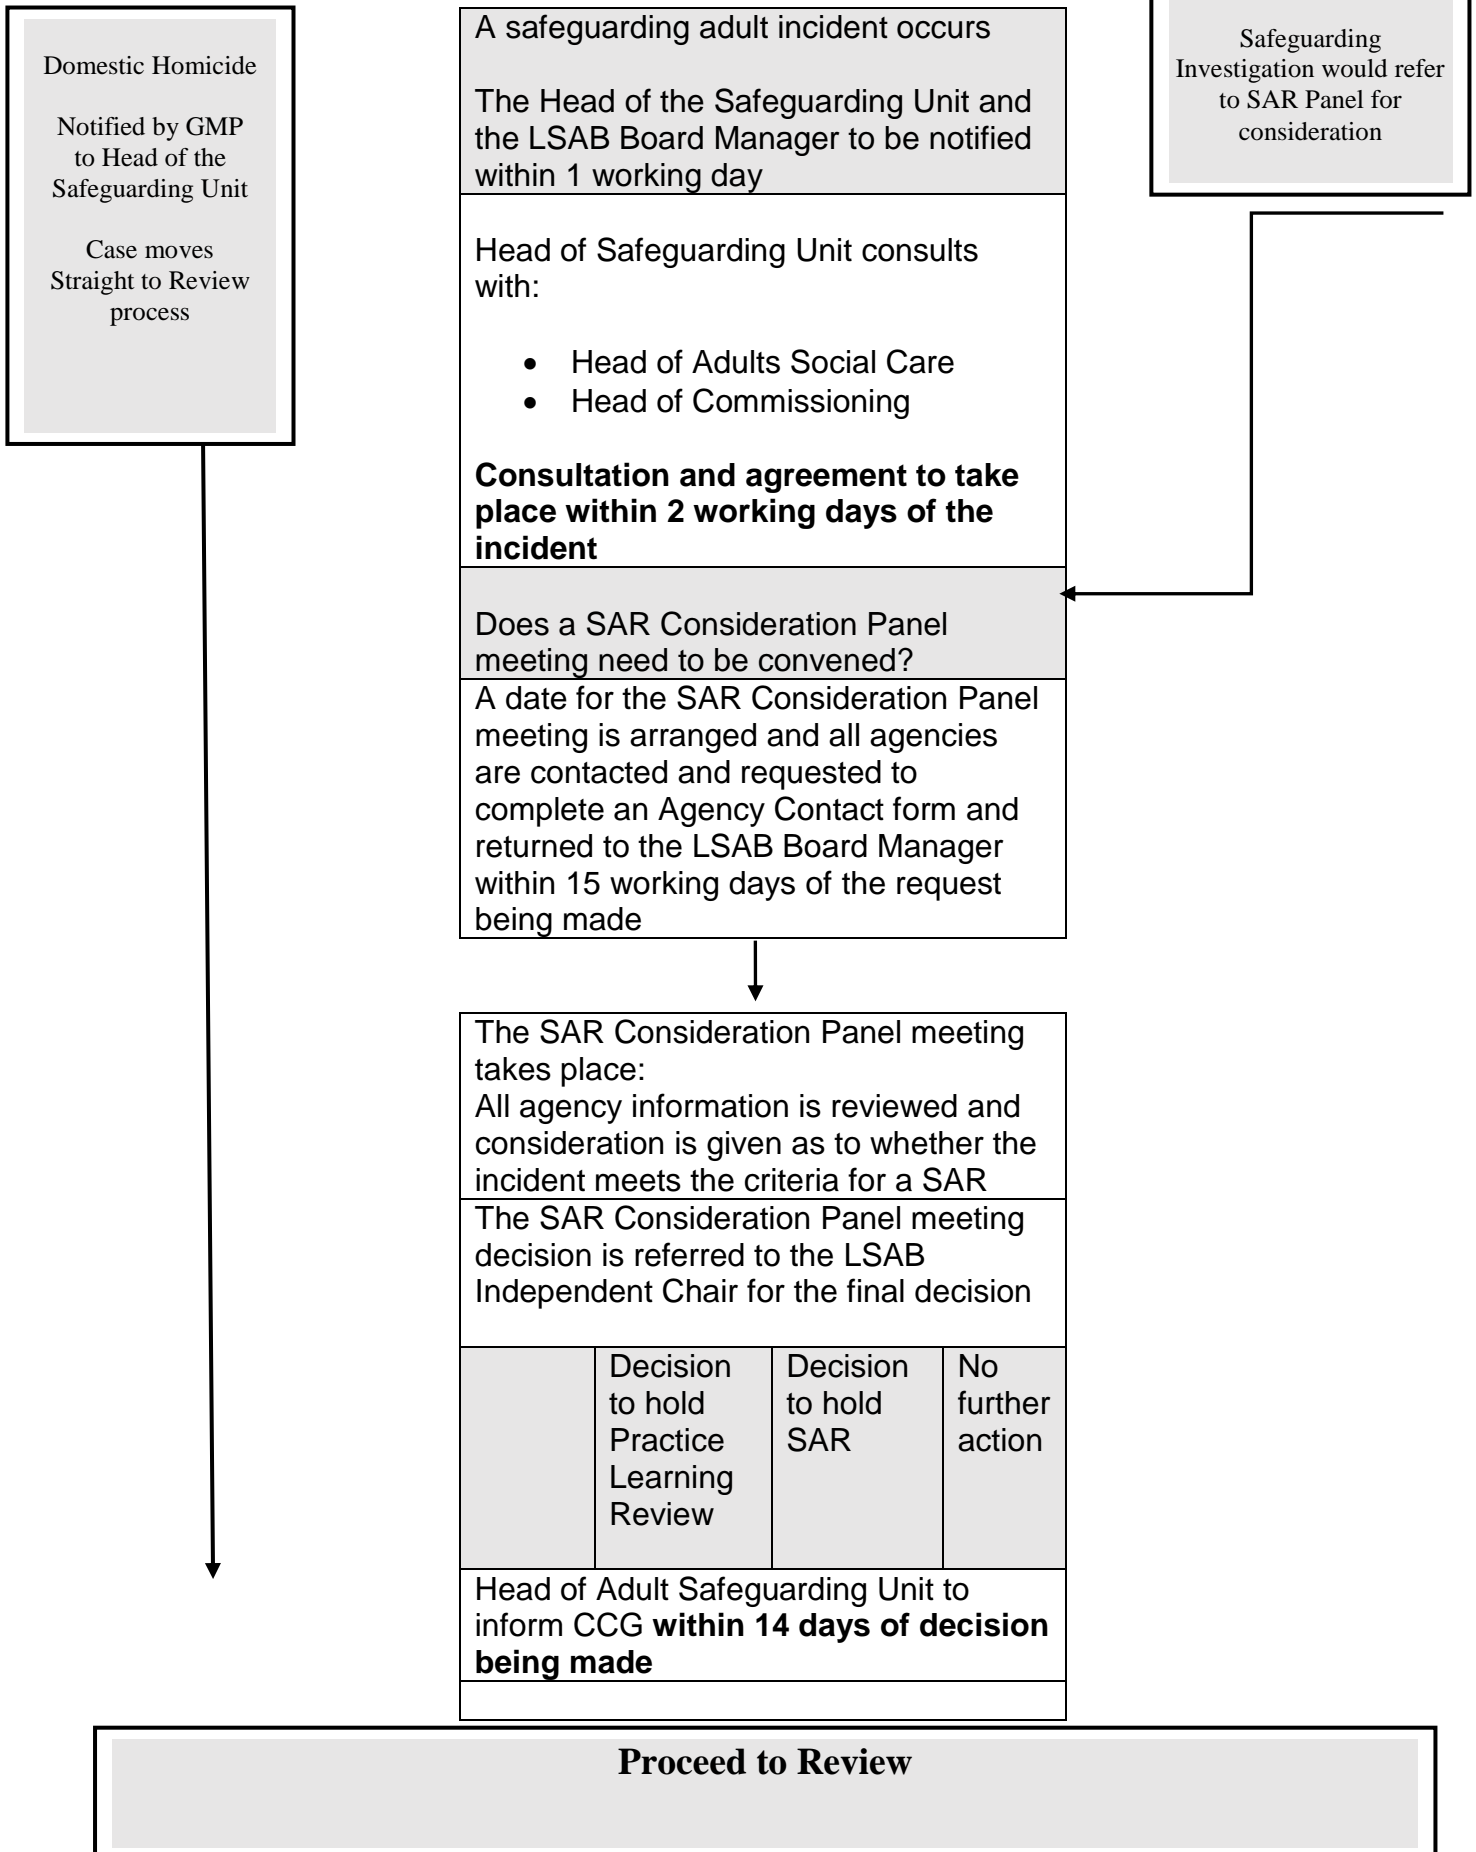 Domestic Homicide
Notified by GMP
to Head of the
Safeguarding Unit
Case moves
Straight to Review
process
A safeguarding adult incident occurs
The Head of the Safeguarding Unit and
the LSAB Board Manager to be notified
within 1 working day
Head of Safeguarding Unit consults
with:
• Head of Adults Social Care
• Head of Commissioning
Consultation and agreement to take
place within 2 working days of the
incident
Safeguarding
Investigation would refer
to SAR Panel for
consideration
Does a SAR Consideration Panel
meeting need to be convened?
A date for the SAR Consideration Panel
meeting is arranged and all agencies
are contacted and requested to
complete an Agency Contact form and
returned to the LSAB Board Manager
within 15 working days of the request
being made
The SAR Consideration Panel meeting
takes place:
All agency information is reviewed and
consideration is given as to whether the
incident meets the criteria for a SAR
The SAR Consideration Panel meeting
decision is referred to the LSAB
Independent Chair for the final decision
Decision
to hold
Practice
Learning
Review
Decision
to hold
SAR
No
further
action
Head of Adult Safeguarding Unit to
inform CCG within 14 days of decision
being made
Proceed to Review